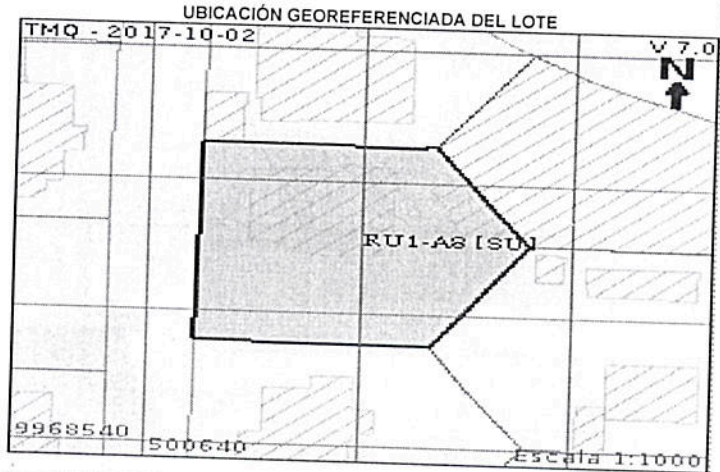 UBICACIÓN GEOREFERENCIADA DEL LOTE
TMQ - 2017-10-02
V 7.0
N
RU1-A8 [SU]
9968540
500640
Escala 1:1000